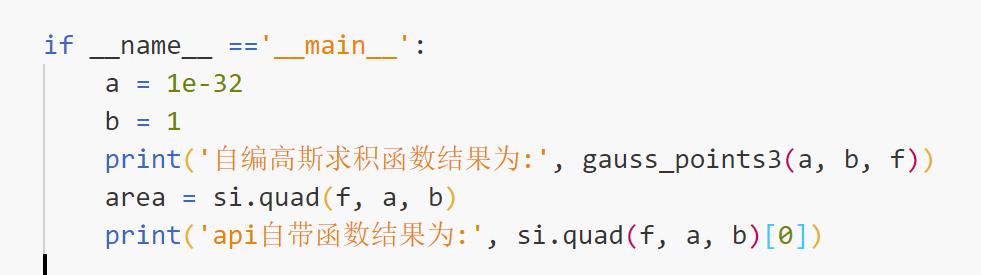 if __name__ =='__main__':
    a = 1e-32
    b = 1
    print('自编高斯求积函数结果为:', gauss_points3(a, b, f))
    area = si.quad(f, a, b)
    print('api自带函数结果为:', si.quad(f, a, b)[0])